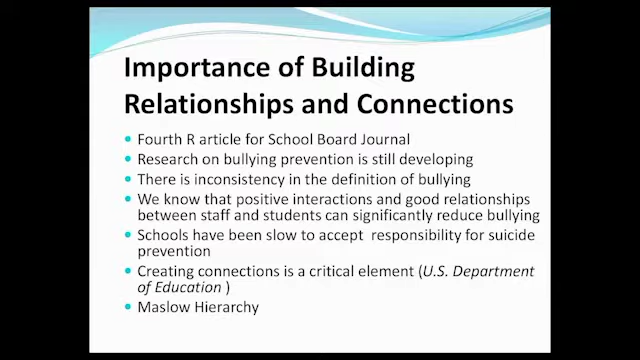 Importance of Building
Relationships and Connections
• Fourth R article for School Board Journal
• Research on bullying prevention is still developing
• There is inconsistency in the definition of bullying
• We know that positive interactions and good relationships
between staff and students can significantly reduce bullying
• Schools have been slow to accept responsibility for suicide
prevention
• Creating connections is a critical element (U.S. Department
of Education )
• Maslow Hierarchy